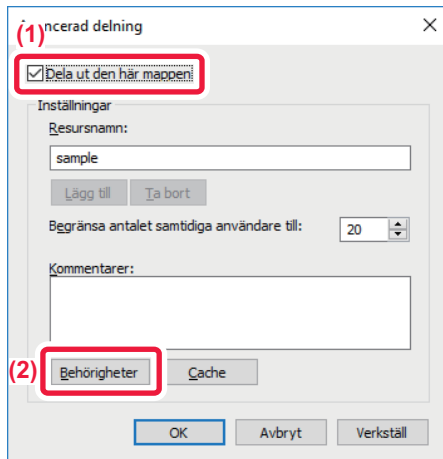 (1)
Avancerad delning
Dela ut den här mappen
Inställningar
Resursnamn:
sample
Lägg till Ta bort
Begränsa antalet samtidiga användare till: 20
Kommentarer:
(2) Behörigheter Cache
OK Avbryt Verkställ